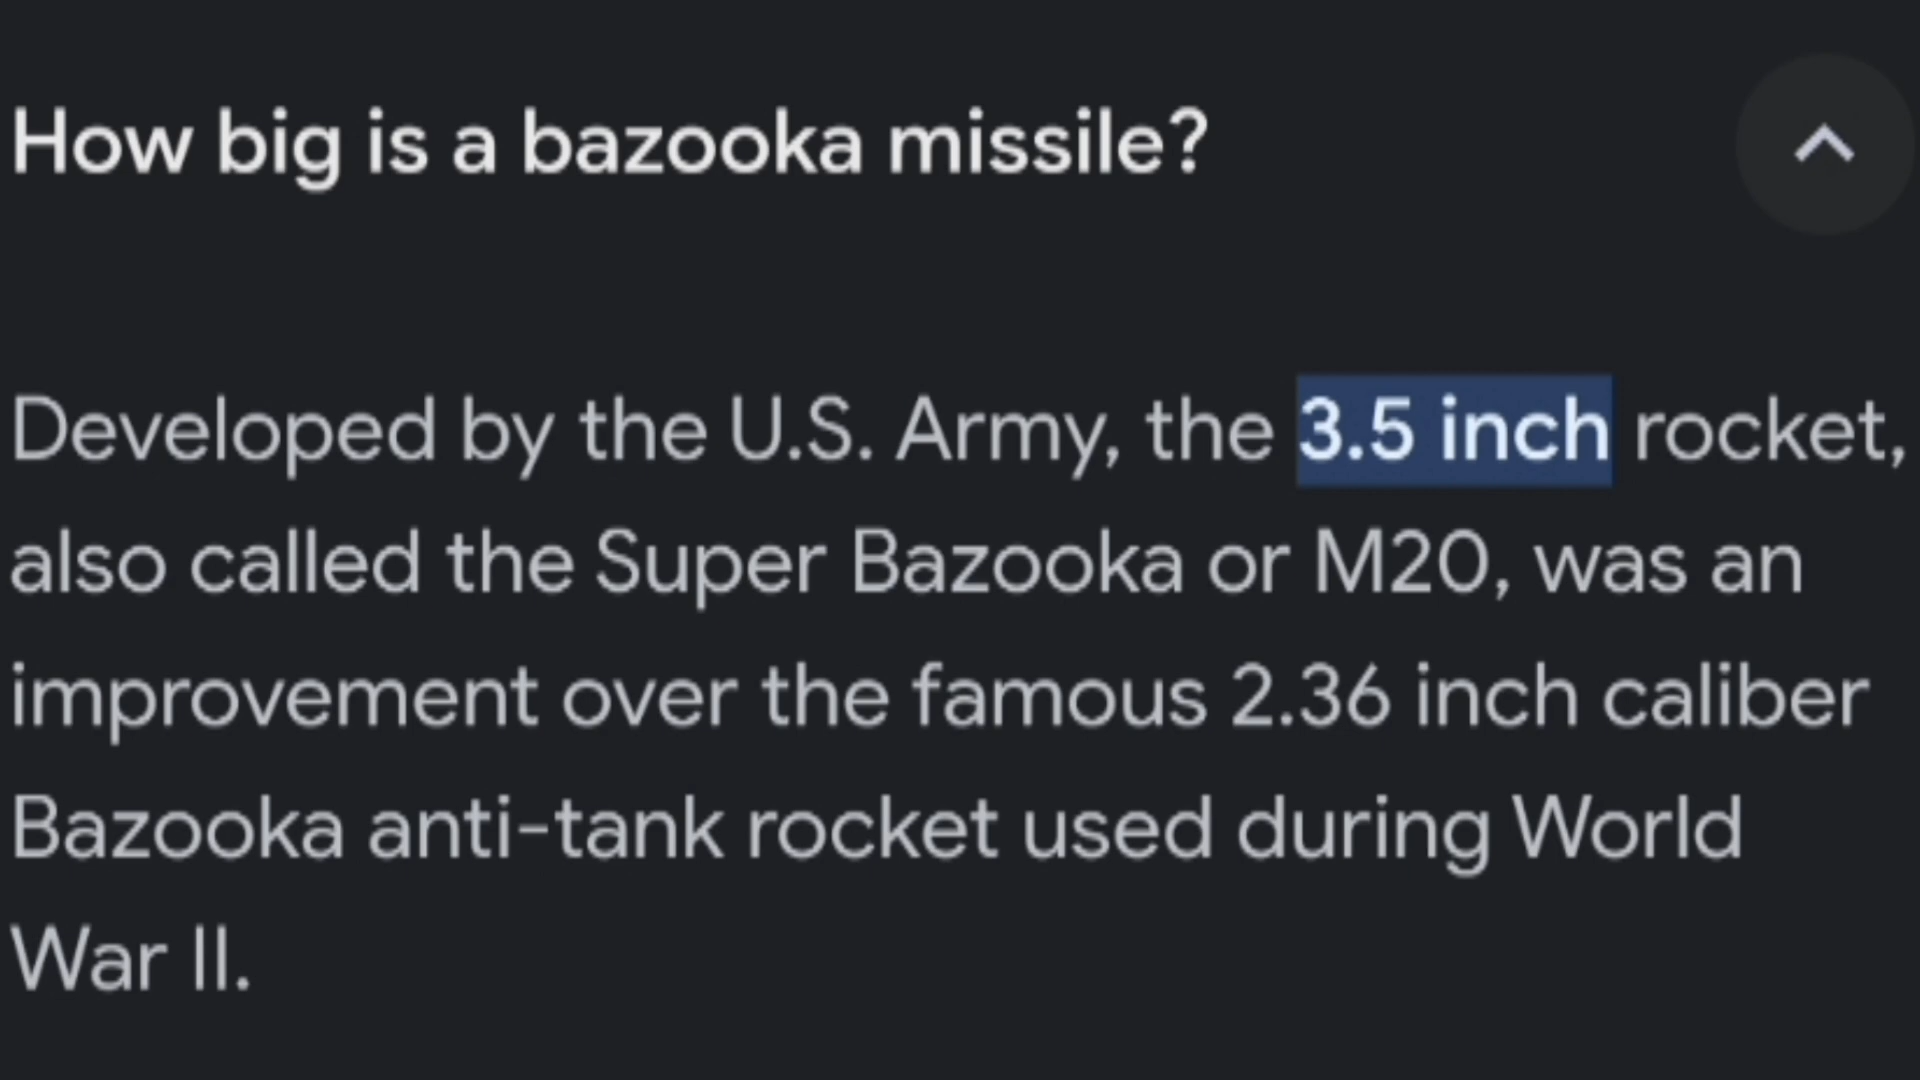 How big is a bazooka missile?
Developed by the U.S. Army, the 3.5 inch rocket,
also called the Super Bazooka or M20, was an
improvement over the famous 2.36 inch caliber
Bazooka anti-tank rocket used during World
War II.